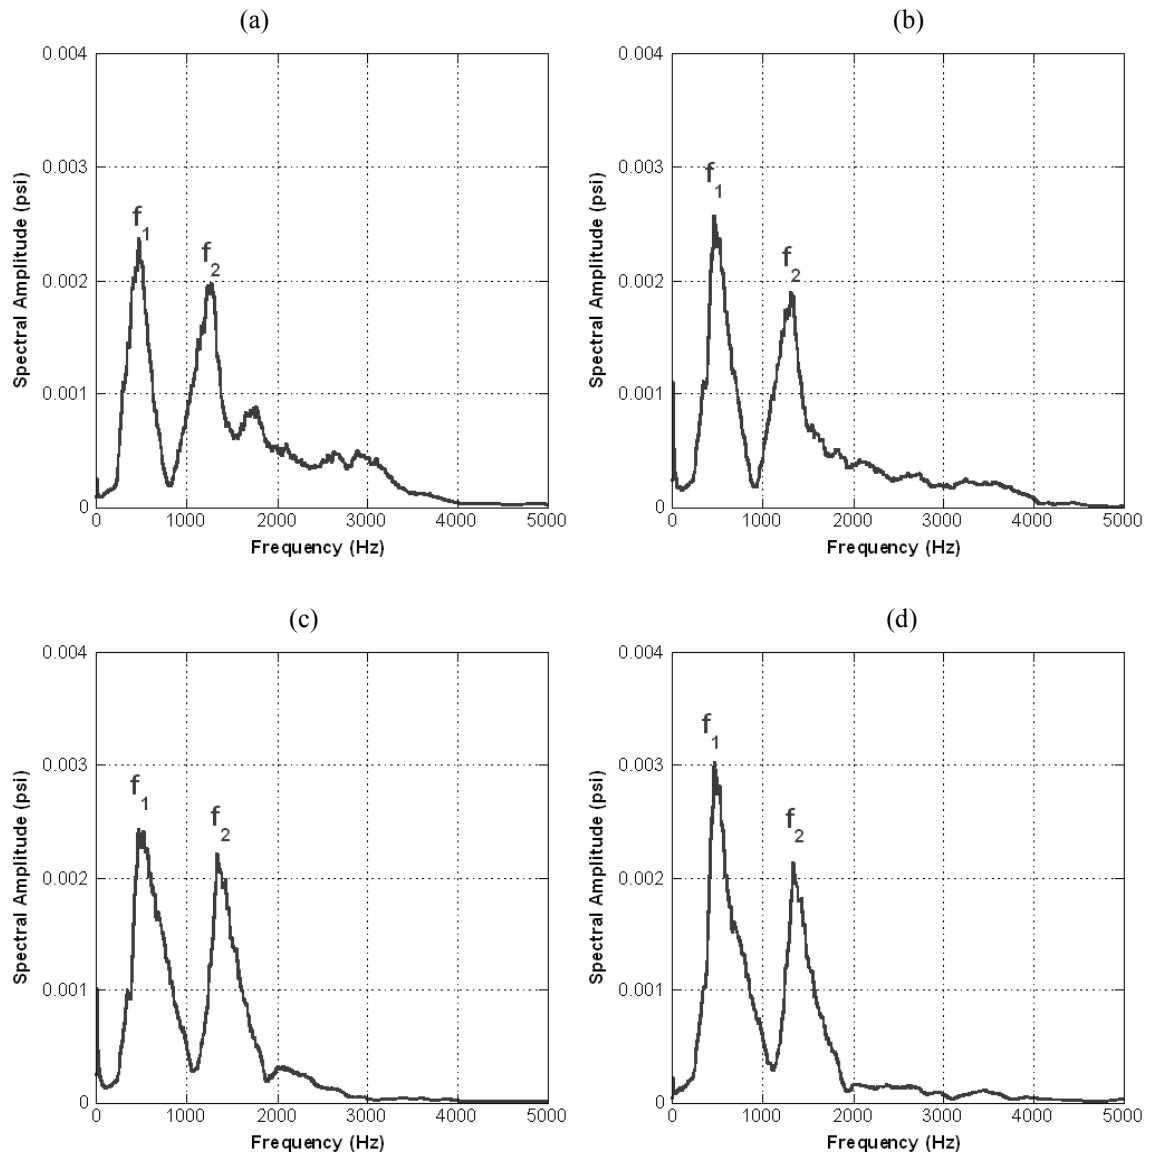 (a)
0.004
0.003
0.002
0.001
0
Spectral Amplitude (psi)
f1
f2
0 1000 2000 3000 4000 5000
Frequency (Hz)
(b)
0.004
0.003
0.002
0.001
0
Spectral Amplitude (psi)
f1
f2
0 1000 2000 3000 4000 5000
Frequency (Hz)
(c)
0.004
0.003
0.002
0.001
0
Spectral Amplitude (psi)
f1
f2
0 1000 2000 3000 4000 5000
Frequency (Hz)
(d)
0.004
0.003
0.002
0.001
0
Spectral Amplitude (psi)
f1
f2
0 1000 2000 3000 4000 5000
Frequency (Hz)